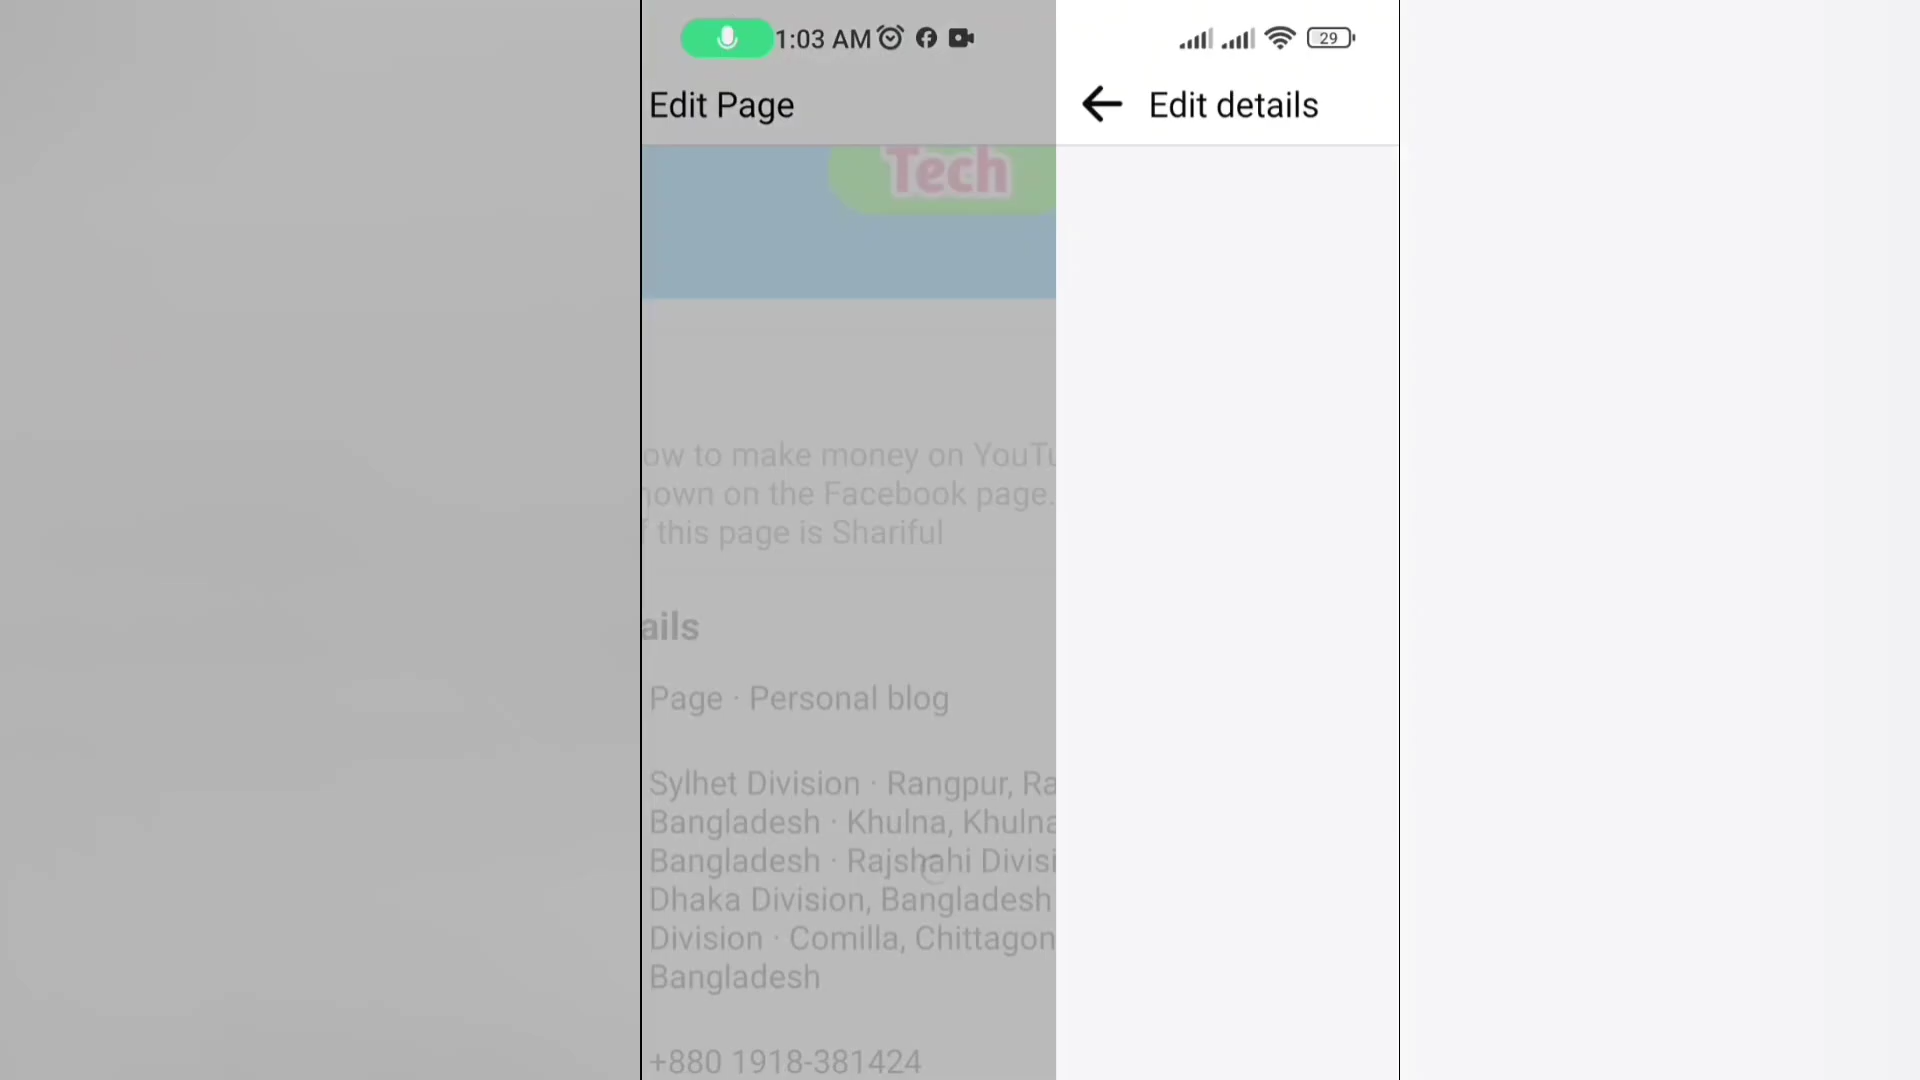 1:03 AM
29
Edit Page
Edit details
Tech
ow to make money on YouTu
nown on the Facebook page.
f this page is Shariful
ails
Page · Personal blog
Sylhet Division · Rangpur, Ra
Bangladesh · Khulna, Khulna
Bangladesh · Rajshahi Divisi
Dhaka Division, Bangladesh
Division · Comilla, Chittagon
Bangladesh
+880 1918-381424